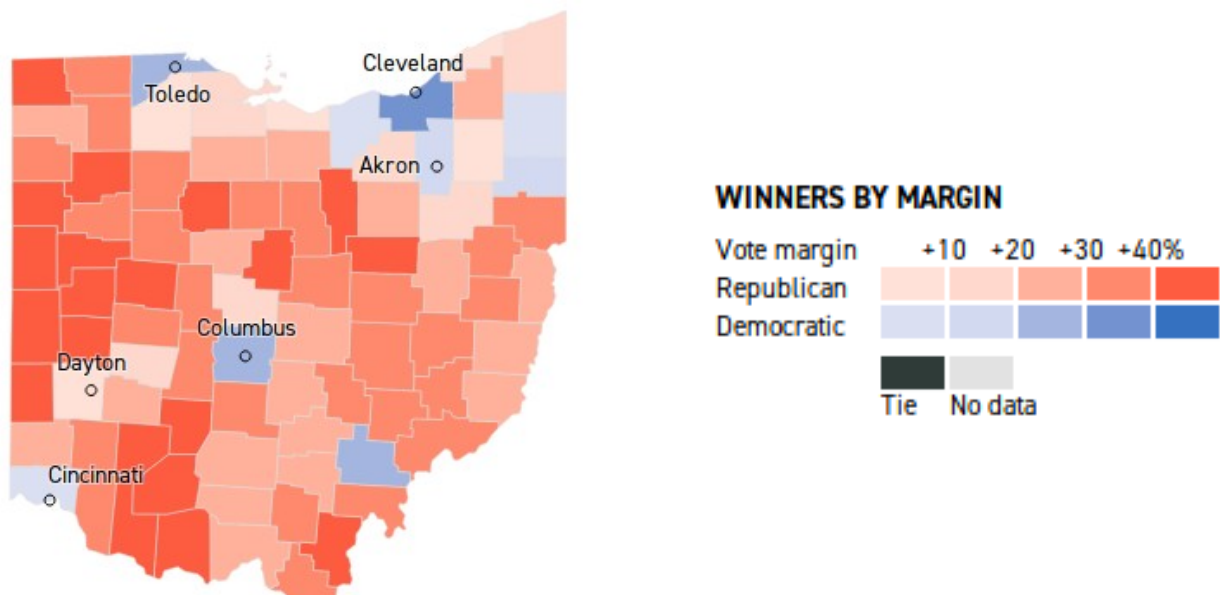 Cleveland
Toledo
Akron
Columbus
Dayton
Cincinnati
WINNERS BY MARGIN
Vote margin +10 +20 +30 +40%
Republican
Democratic
Tie No data